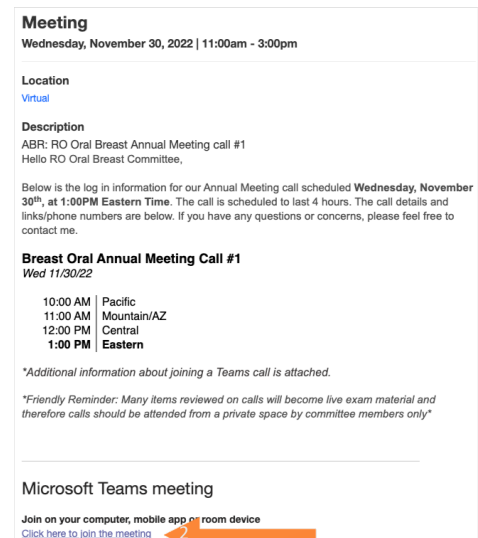 Meeting
Wednesday, November 30, 2022 | 11:00am - 3:00pm
Location
Virtual
Description
ABR: RO Oral Breast Annual Meeting call #1
Hello RO Oral Breast Committee,
Below is the log in information for our Annual Meeting call scheduled Wednesday, November
30th, at 1:00PM Eastern Time. The call is scheduled to last 4 hours. The call details and
links/phone numbers are below. If you have any questions or concerns, please feel free to
contact me.
Breast Oral Annual Meeting Call #1
Wed 11/30/22
10:00 AM | Pacific
11:00 AM | Mountain/AZ
12:00 PM | Central
1:00 PM | Eastern
*Additional information about joining a Teams call is attached.
*Friendly Reminder: Many items reviewed on calls will become live exam material and
therefore calls should be attended from a private space by committee members only*
Microsoft Teams meeting
Join on your computer, mobile app or room device
Click here to join the meeting 2